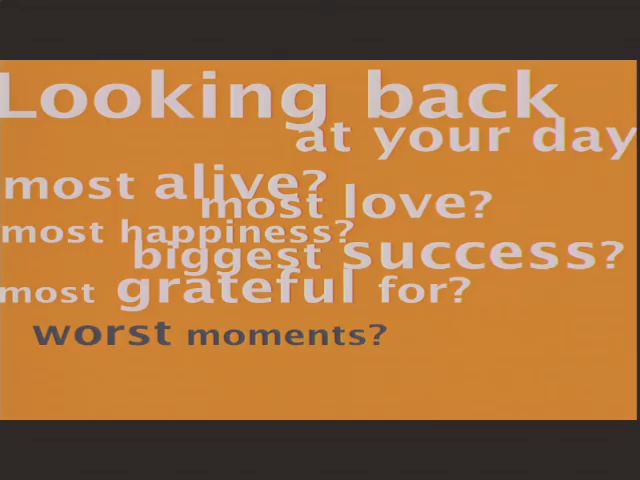 Looking back
at your day
most alive?
most love?
most happiness?
biggest success?
most grateful for?
worst moments?